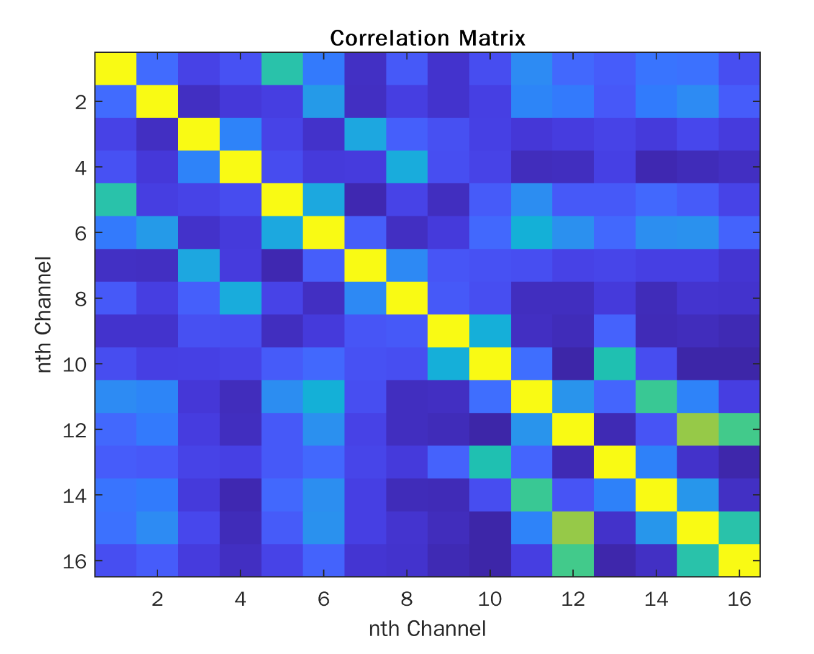 Correlation Matrix
2
4
6
8
10
12
14
16
nth Channel
2 4 6 8 10 12 14 16
nth Channel